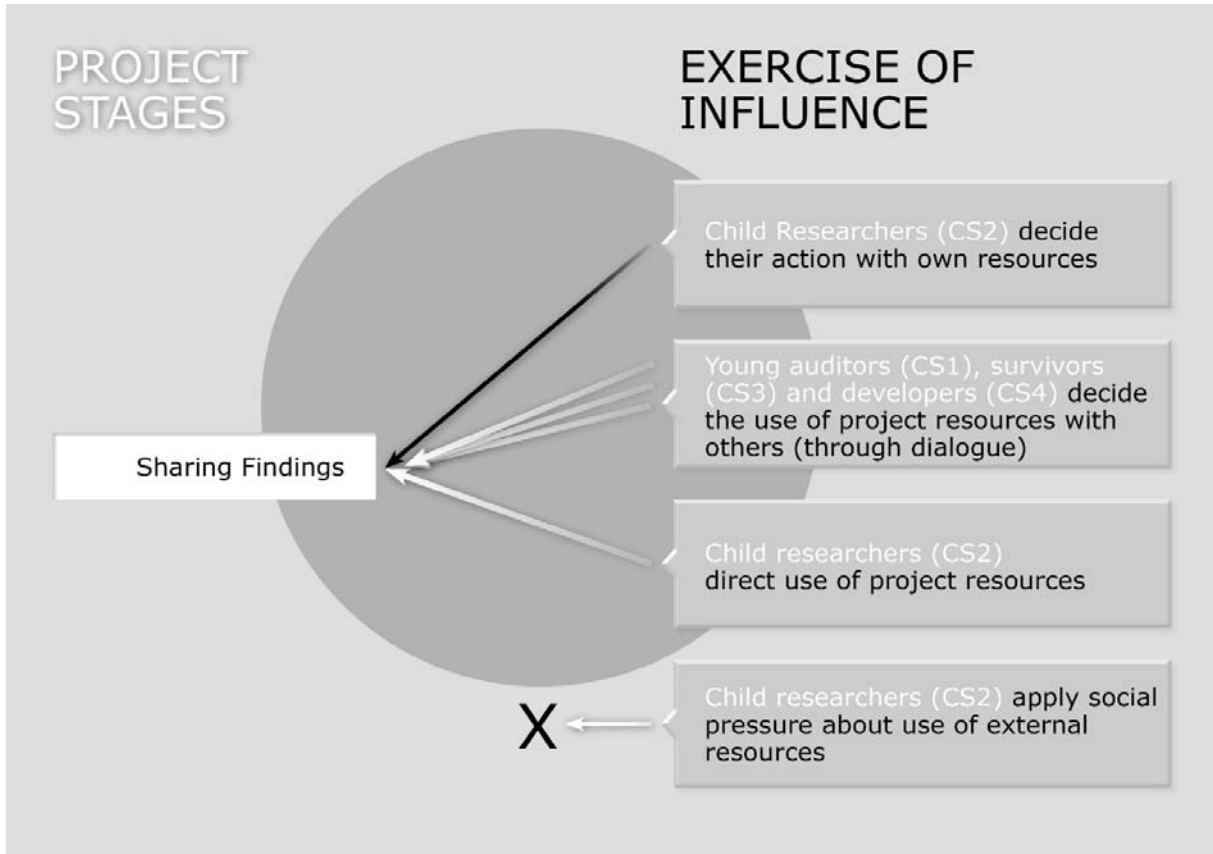 PROJECT
STAGES
EXERCISE OF
INFLUENCE
Child Researchers (CS2) decide
their action with own resources
Young auditors (CS1), survivors
(CS3) and developers (CS4) decide
the use of project resources with
others (through dialogue)
Sharing Findings
Child researchers (CS2)
direct use of project resources
Child researchers (CS2) apply social
pressure about use of external
resources
X